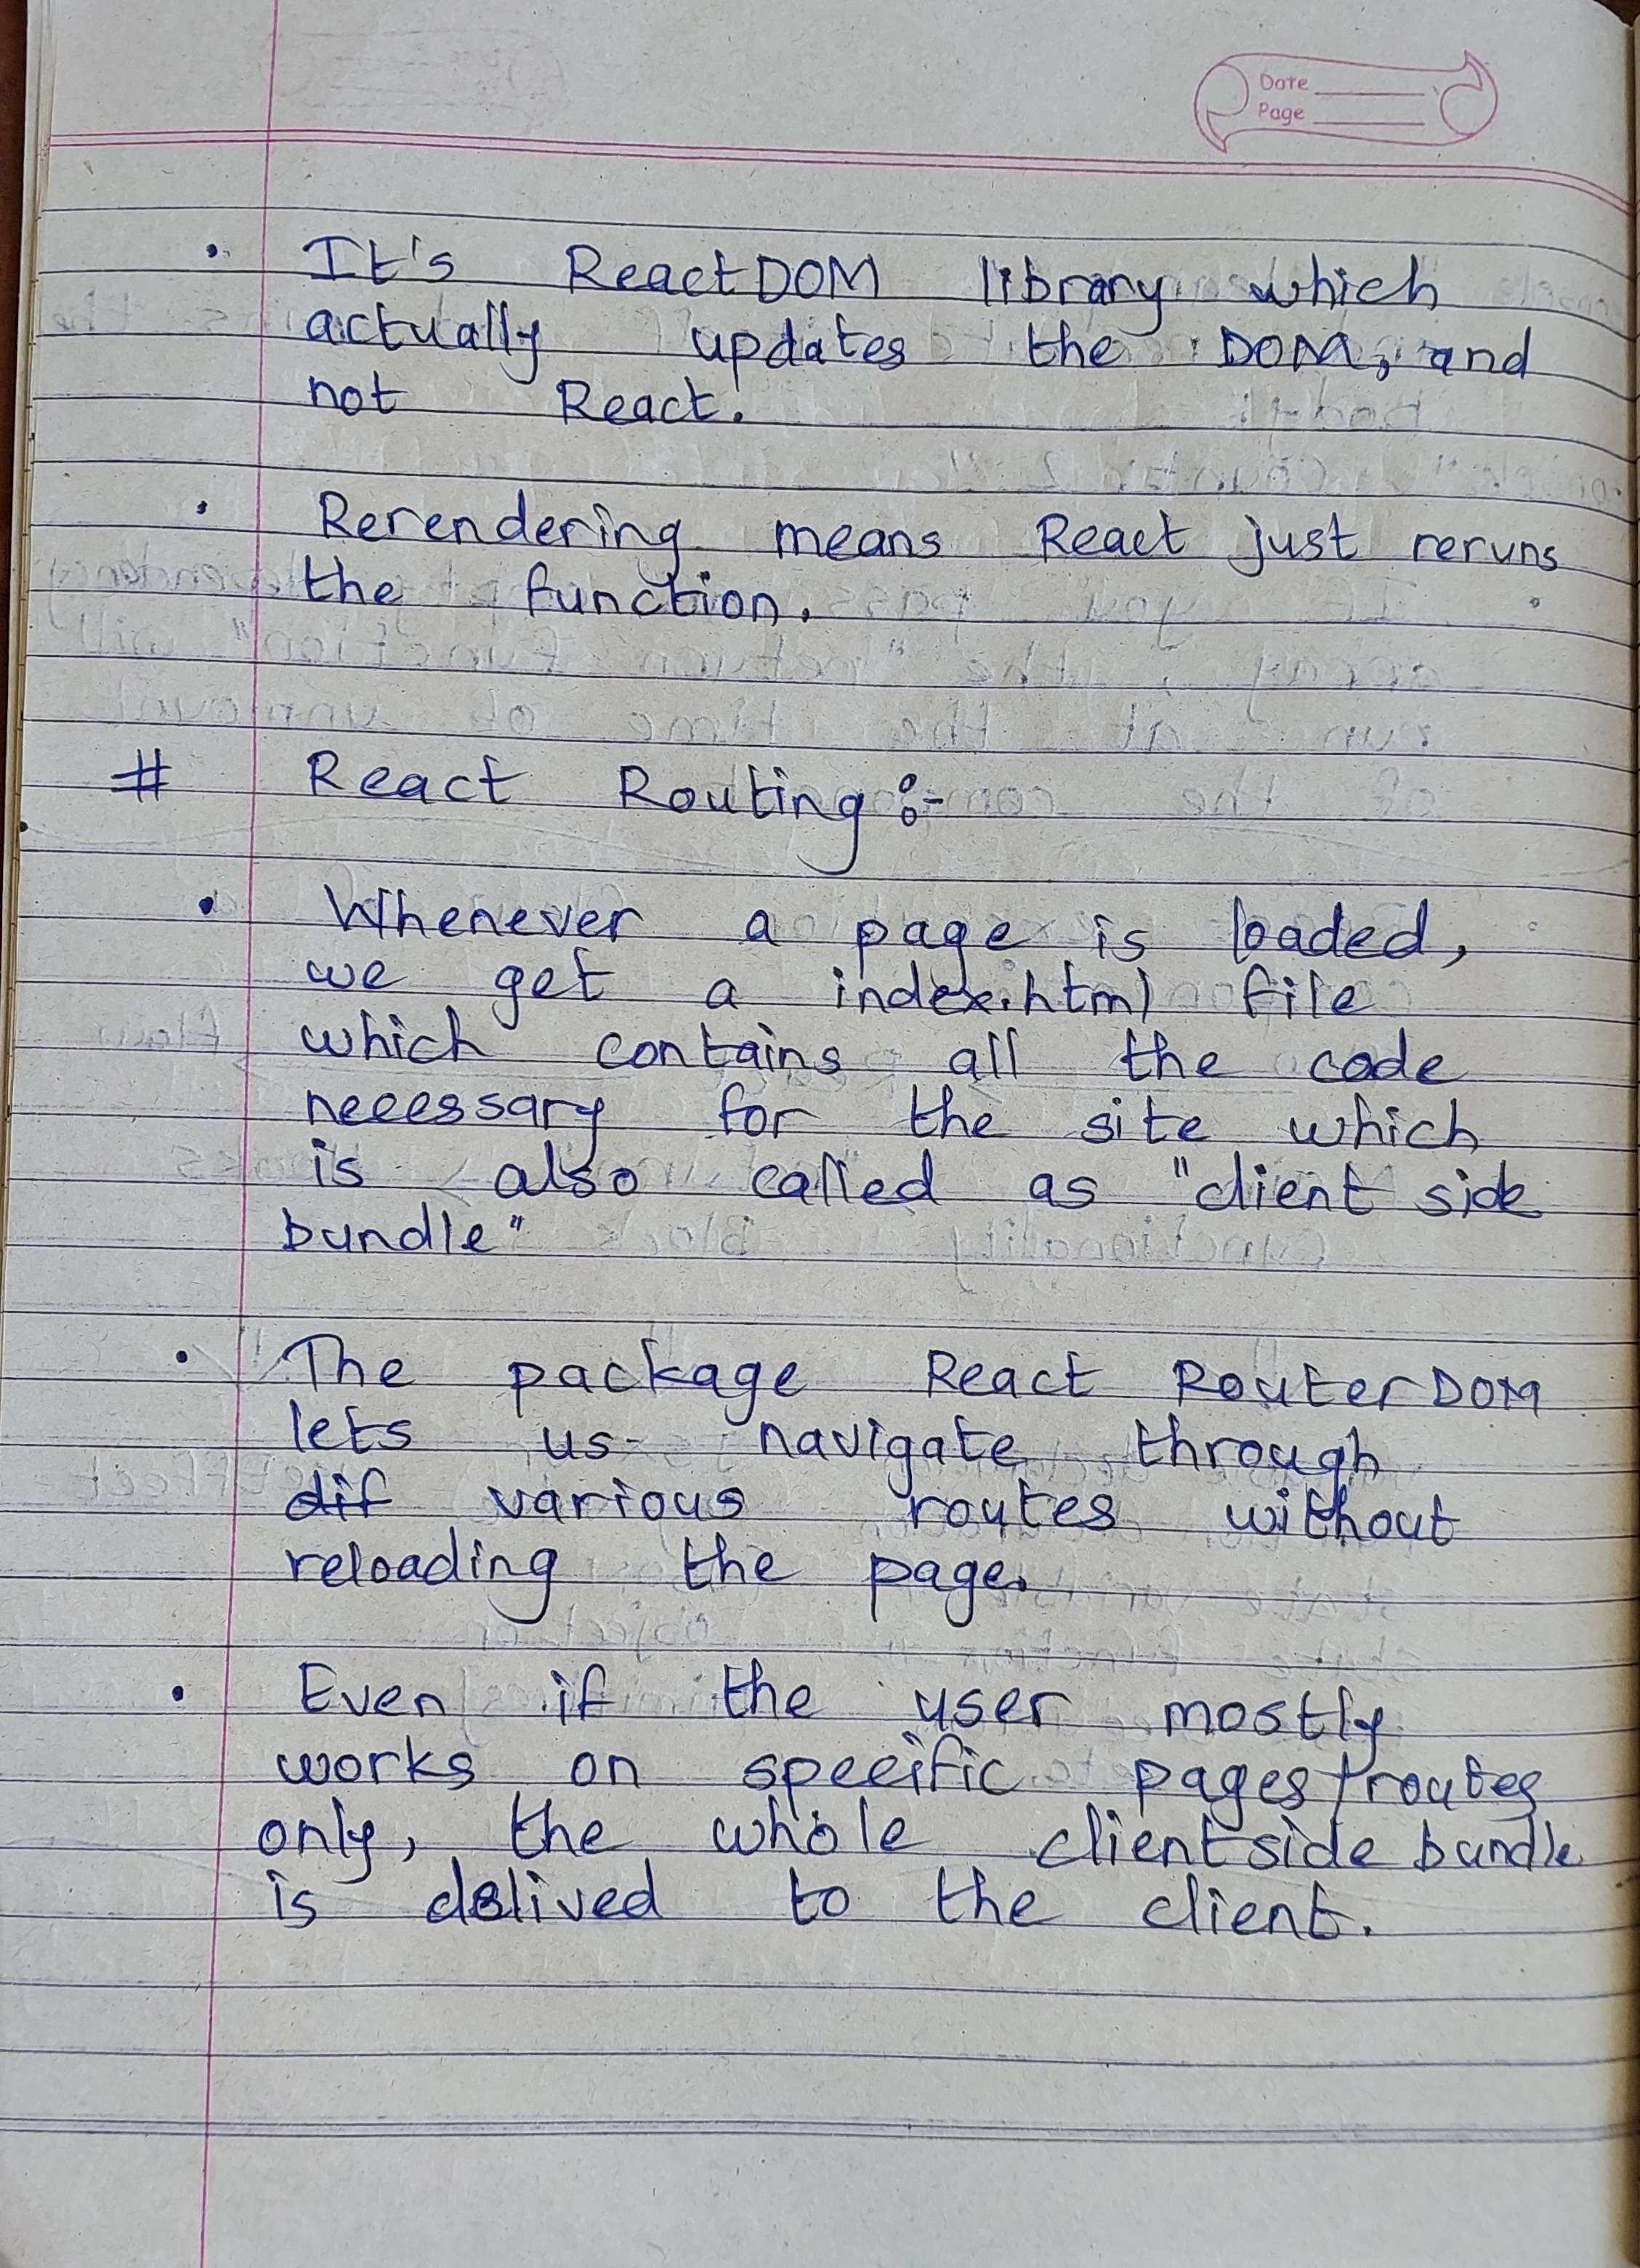 Date
Page
• It's ReactDOM library which
actually updates the DOM, and
not React.
• Rerendering means React just reruns
the function.
# React Routing :-
• Whenever a page is loaded,
we get a index.html file
which contains all the code
necessary for the site which
is also called as "client side
bundle"
• The package React RouterDOM
lets us navigate through
dif various routes without
reloading the page.
• Even if the user mostly
works on specific pages/routes
only, the whole clientside bundle
is delived to the client.